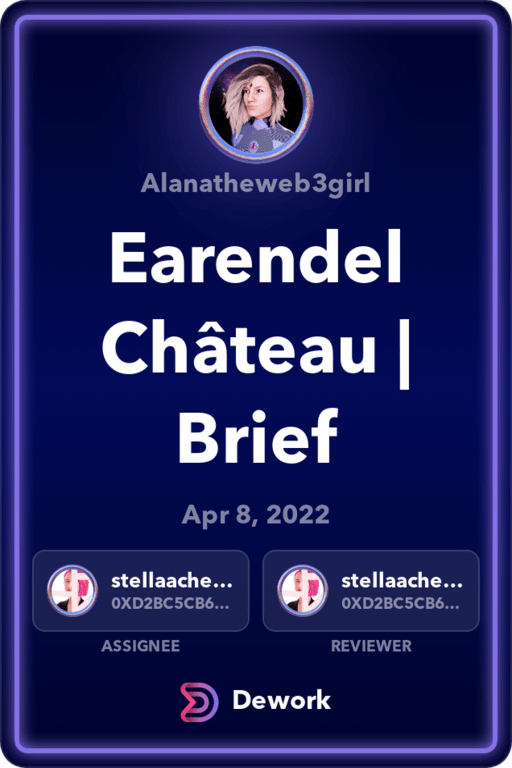 Alanatheweb3girl
Earendel
Château |
Brief
Apr 8, 2022
stellaache... stellaache...
0XD2BC5CB6... 0XD2BC5CB6...
ASSIGNEE REVIEWER
Dework